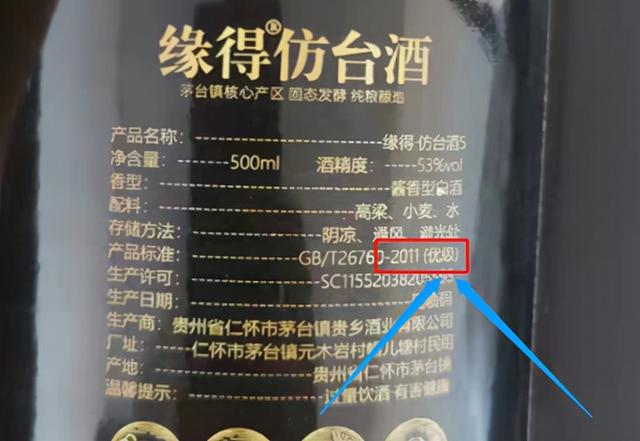 缘得®仿台酒
茅台镇核心产区 固态发酵 纯粮酿造
产品名称：缘得·仿台酒5
净含量：500ml 酒精度：53%vol
香型：酱香型白酒
配料：高粱、小麦、水
存储方法：阴凉、通风、避光处
产品标准：GB/T26760-2011(优级)
生产许可：SC11552038205
生产日期：
生产商：贵州省仁怀市茅台镇贵乡酒业有限公司
厂址：仁怀市茅台镇元木岩村
产地：贵州省仁怀市茅台镇
温馨提示：过量饮酒 有害健康